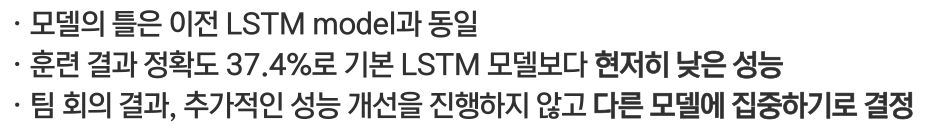 · 모델의 틀은 이전 LSTM model과 동일
· 훈련 결과 정확도 37.4%로 기본 LSTM 모델보다 현저히 낮은 성능
· 팀 회의 결과, 추가적인 성능 개선을 진행하지 않고 다른 모델에 집중하기로 결정